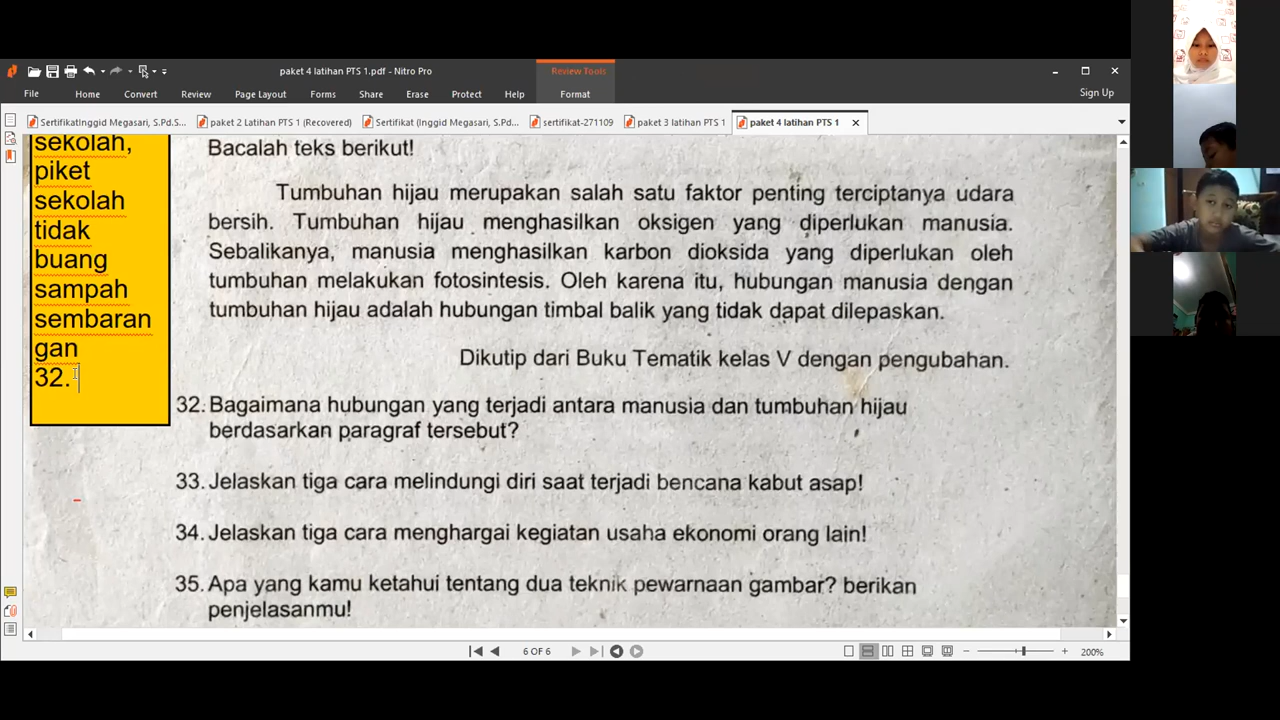 paket 4 latihan PTS 1.pdf - Nitro Pro
Review Tools
File
Home
Convert
Review
Page Layout
Forms
Share
Erase
Protect
Help
Format
Sign Up
SertifikatInggid Megasari, S.Pd.S...
paket 2 Latihan PTS 1 (Recovered)
Sertifikat (Inggid Megasari, S.Pd....
sertifikat-271109
paket 3 latihan PTS 1
paket 4 latihan PTS 1
sekolah,
piket
sekolah
tidak
buang
sampah
sembaran
gan
32.
Bacalah teks berikut!
Tumbuhan hijau merupakan salah satu faktor penting terciptanya udara
bersih. Tumbuhan hijau menghasilkan oksigen yang diperlukan manusia.
Sebalikanya, manusia menghasilkan karbon dioksida yang diperlukan oleh
tumbuhan melakukan fotosintesis. Oleh karena itu, hubungan manusia dengan
tumbuhan hijau adalah hubungan timbal balik yang tidak dapat dilepaskan.
Dikutip dari Buku Tematik kelas V dengan pengubahan.
32. Bagaimana hubungan yang terjadi antara manusia dan tumbuhan hijau
berdasarkan paragraf tersebut?
33. Jelaskan tiga cara melindungi diri saat terjadi bencana kabut asap!
34. Jelaskan tiga cara menghargai kegiatan usaha ekonomi orang lain!
35. Apa yang kamu ketahui tentang dua teknik pewarnaan gambar? berikan
penjelasanmu!
6 OF 6
200%